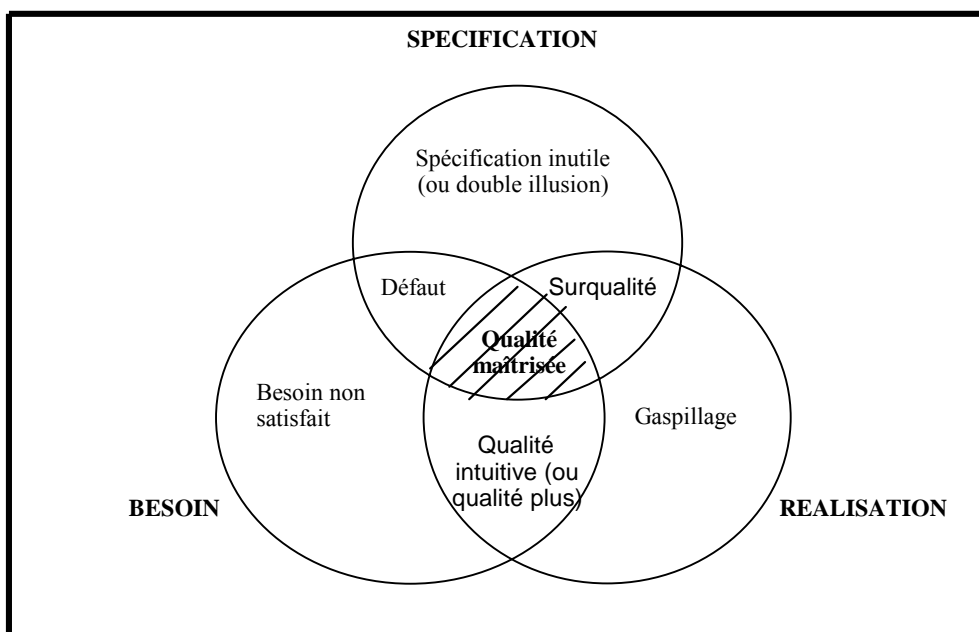 SPECIFICATION
Spécification inutile
(ou double illusion)
Défaut
Surqualité
Qualité
maîtrisée
Besoin non
satisfait
Gaspillage
Qualité
intuitive (ou
qualité plus)
BESOIN
REALISATION